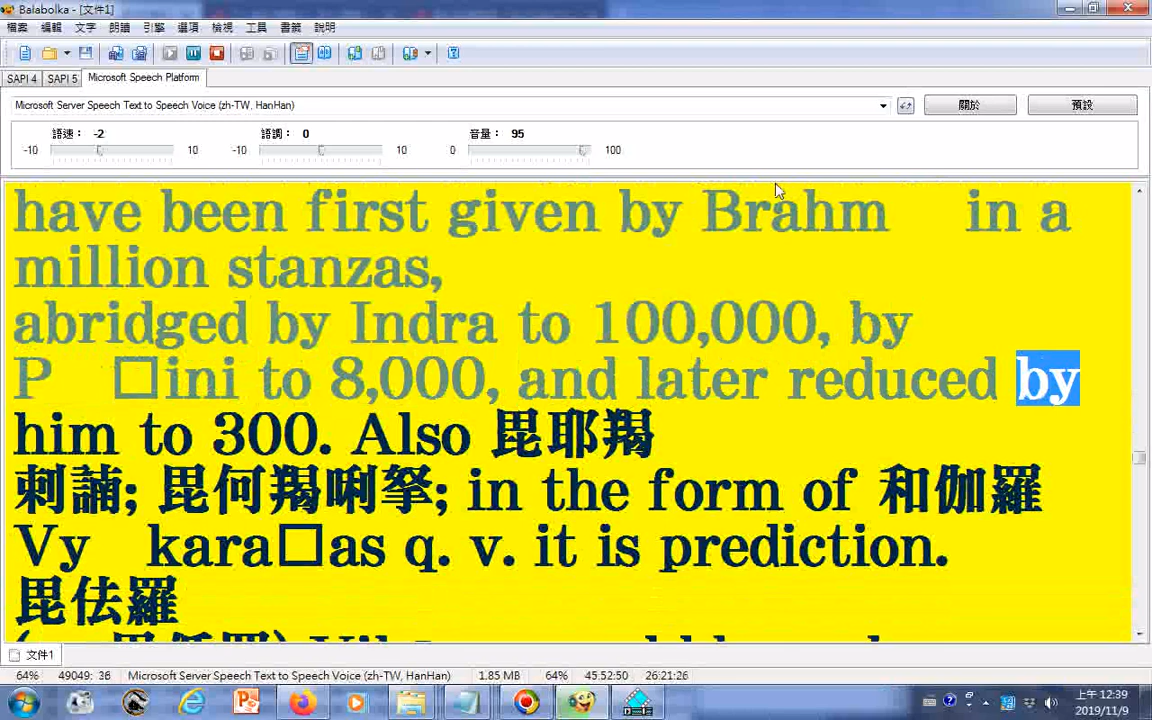 Balabolka - [文件1]
檔案 編輯 文字 朗讀 引擎 選項 檢視 工具 書籤 說明
SAPI 4 SAPI 5 Microsoft Speech Platform
Microsoft Server Speech Text to Speech Voice (zh-TW, HanHan) 關於 預設
語速： -2 語調： 0 音量： 95
-10 10 -10 10 0 100
have been first given by Brahm in a
million stanzas,
abridged by Indra to 100,000, by
P □ini to 8,000, and later reduced by
him to 300. Also 毘耶羯
刺誦; 毘何羯唎拏; in the form of 和伽羅
Vy kara□as q. v. it is prediction.
毘佉羅
文件1
64% 49049: 36 Microsoft Server Speech Text to Speech Voice (zh-TW, HanHan) 1.85 MB 64% 45:52:50 26:21:26
上午 12:39
2019/11/9